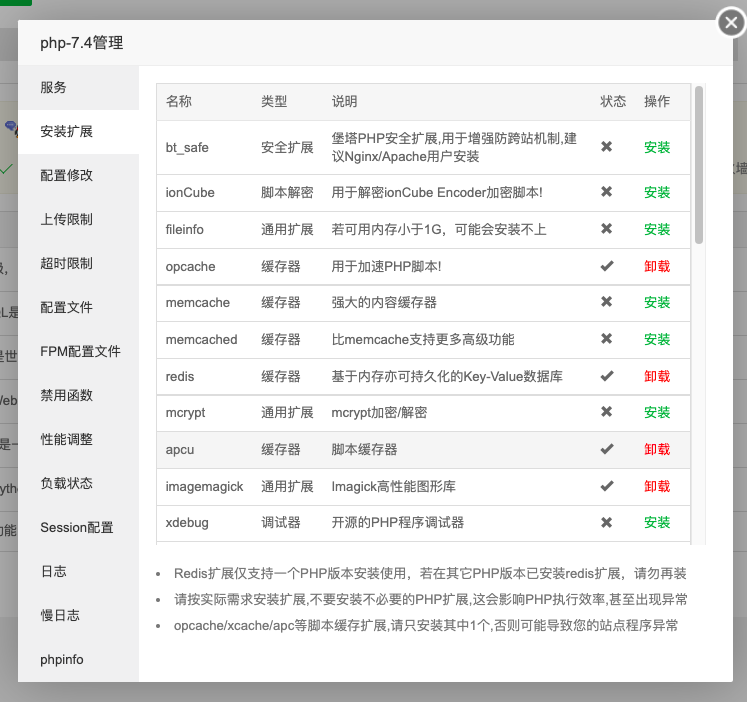 php-7.4管理
服务
安装扩展
配置修改
上传限制
超时限制
配置文件
FPM配置文件
禁用函数
性能调整
负载状态
Session配置
日志
慢日志
phpinfo
名称 类型 说明 状态 操作
bt_safe 安全扩展 堡塔PHP安全扩展,用于增强防跨站机制,建
议Nginx/Apache用户安装 ✖ 安装
ionCube 脚本解密 用于解密ionCube Encoder加密脚本! ✖ 安装
fileinfo 通用扩展 若可用内存小于1G，可能会安装不上 ✖ 安装
opcache 缓存器 用于加速PHP脚本! ✔ 卸载
memcache 缓存器 强大的内容缓存器 ✖ 安装
memcached 缓存器 比memcache支持更多高级功能 ✖ 安装
redis 缓存器 基于内存亦可持久化的Key-Value数据库 ✔ 卸载
mcrypt 通用扩展 mcrypt加密/解密 ✖ 安装
apcu 缓存器 脚本缓存器 ✔ 卸载
imagemagick 通用扩展 Imagick高性能图形库 ✔ 卸载
xdebug 调试器 开源的PHP程序调试器 ✖ 安装
• Redis扩展仅支持一个PHP版本安装使用，若在其它PHP版本已安装redis扩展，请勿再装
• 请按实际需求安装扩展,不要安装不必要的PHP扩展,这会影响PHP执行效率,甚至出现异常
• opcache/xcache/apc等脚本缓存扩展,请只安装其中1个,否则可能导致您的站点程序异常